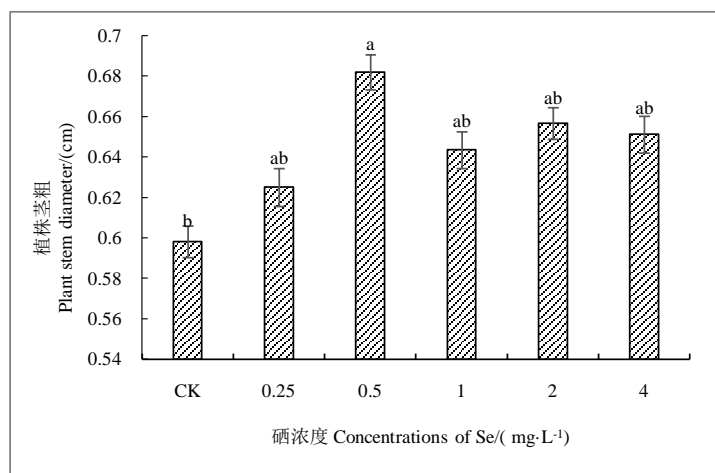 植株茎粗
Plant stem diameter/(cm)
0.7
0.68
0.66
0.64
0.62
0.6
0.58
0.56
0.54
b
ab
a
ab
ab
ab
CK 0.25 0.5 1 2 4
硒浓度 Concentrations of Se/( mg·L⁻¹)